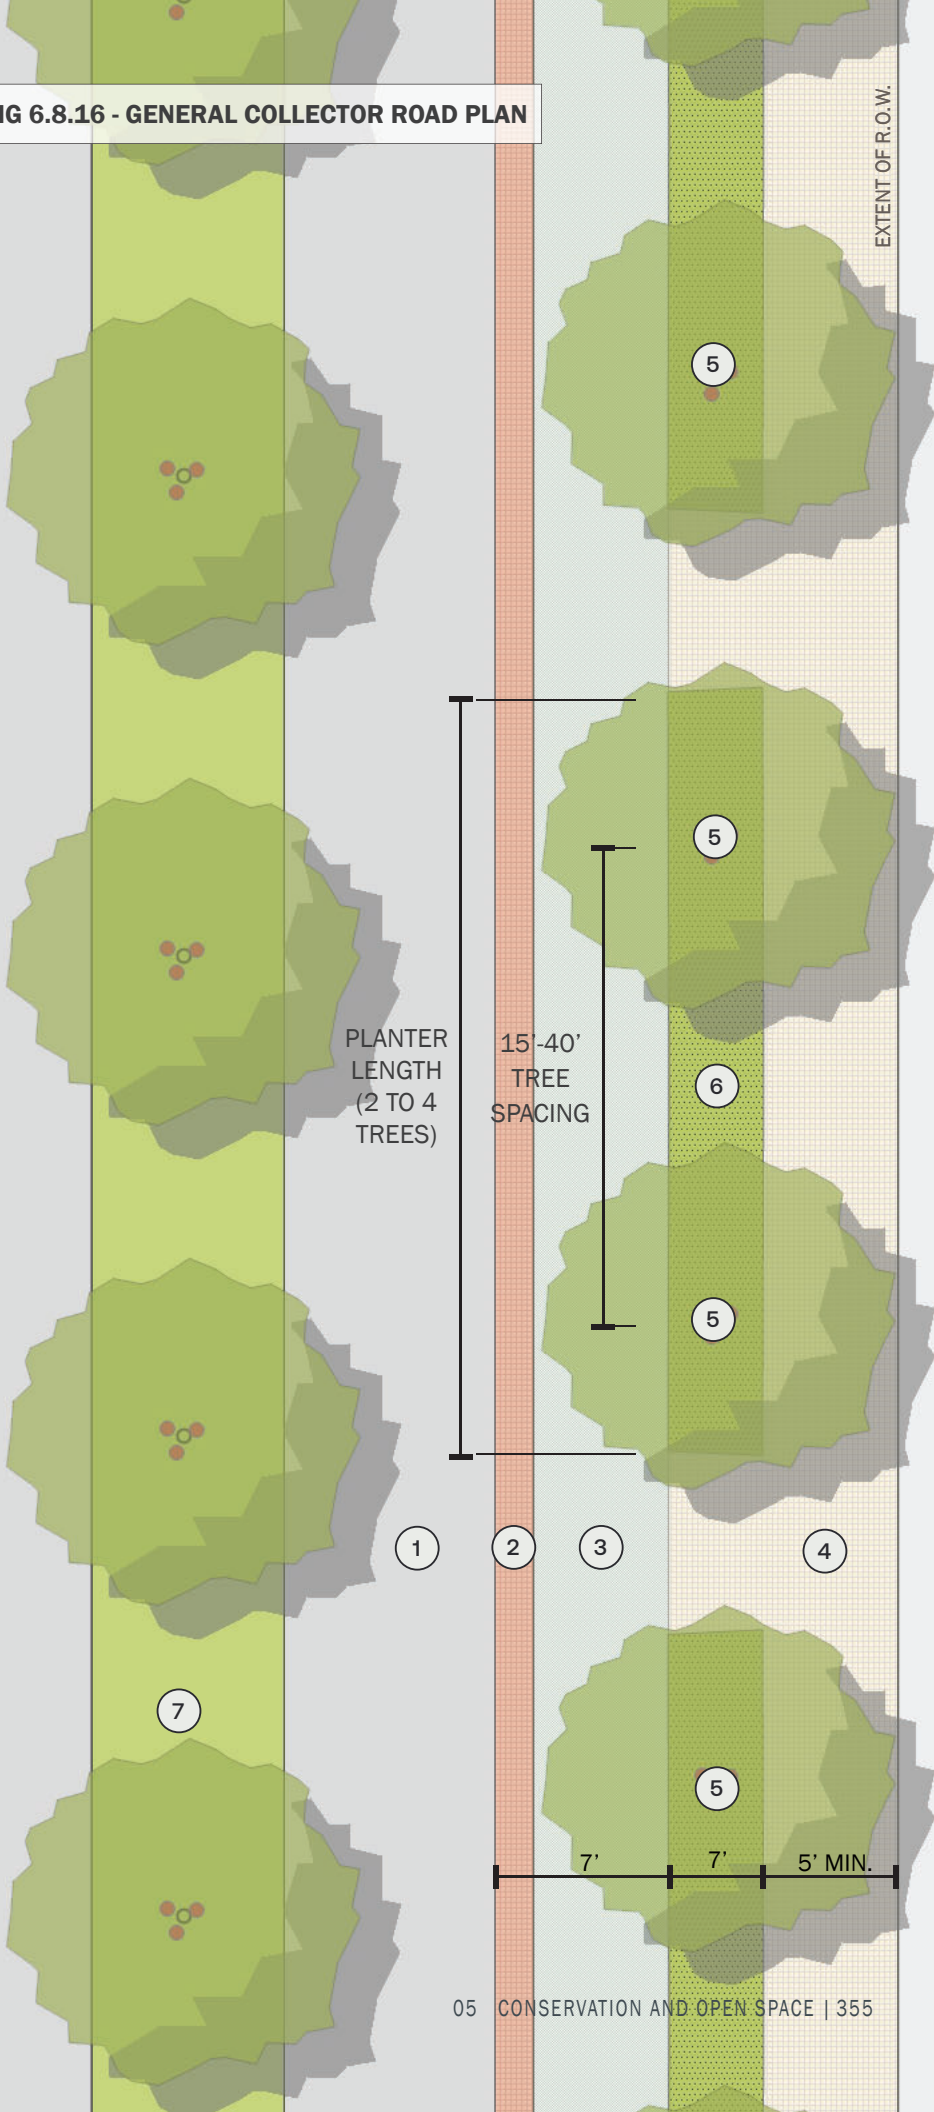 IG 6.8.16 - GENERAL COLLECTOR ROAD PLAN
EXTENT OF R.O.W.
5
5
PLANTER
LENGTH
(2 TO 4
TREES)
15'-40'
TREE
SPACING
6
5
1
2
3
4
7
5
7'
7'
5' MIN.
05 CONSERVATION AND OPEN SPACE | 355